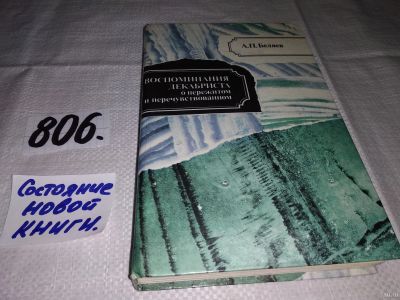 А.П.Беляев
ВОСПОМИНАНИЯ
ДЕКАБРИСТА
о пережитом
и перечувствованном
806.
Состояние
новой
книги.